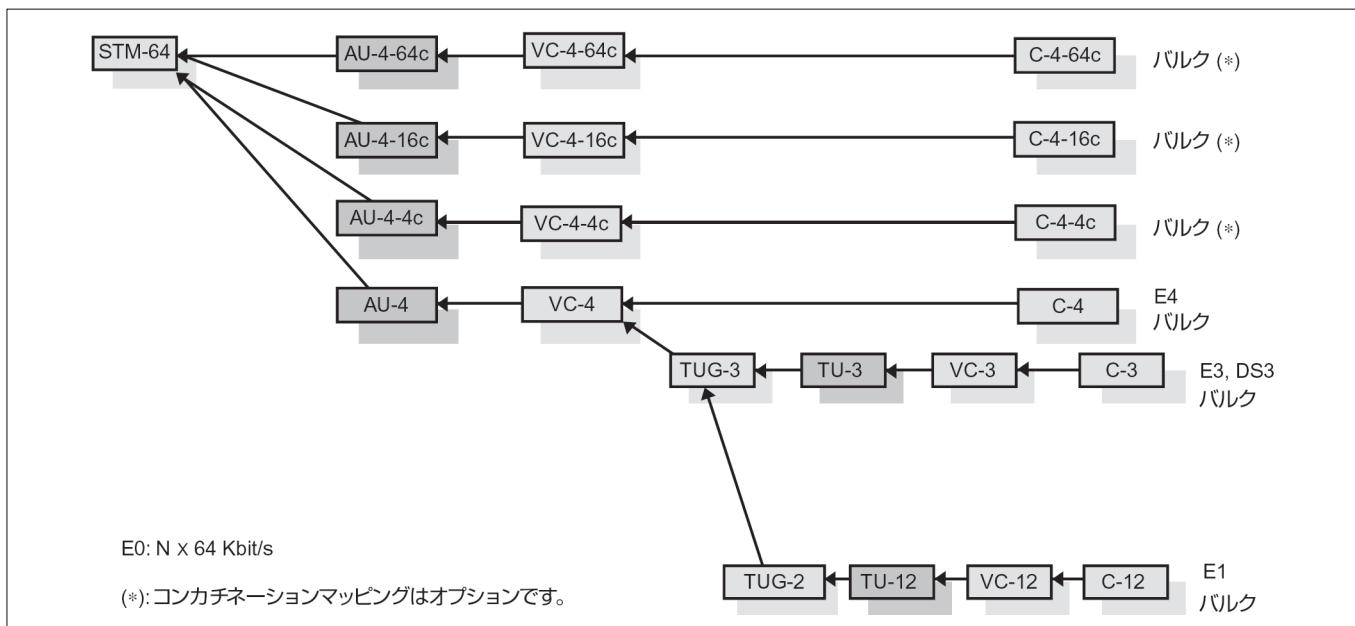 STM-64
AU-4-64c
VC-4-64c
C-4-64c
バルク (*)
AU-4-16c
VC-4-16c
C-4-16c
バルク (*)
AU-4-4c
VC-4-4c
C-4-4c
バルク (*)
AU-4
VC-4
C-4
E4
バルク
TUG-3
TU-3
VC-3
C-3
E3, DS3
バルク
E0: N x 64 Kbit/s
TUG-2
TU-12
VC-12
C-12
E1
バルク
(*): コンカチネーションマッピングはオプションです。